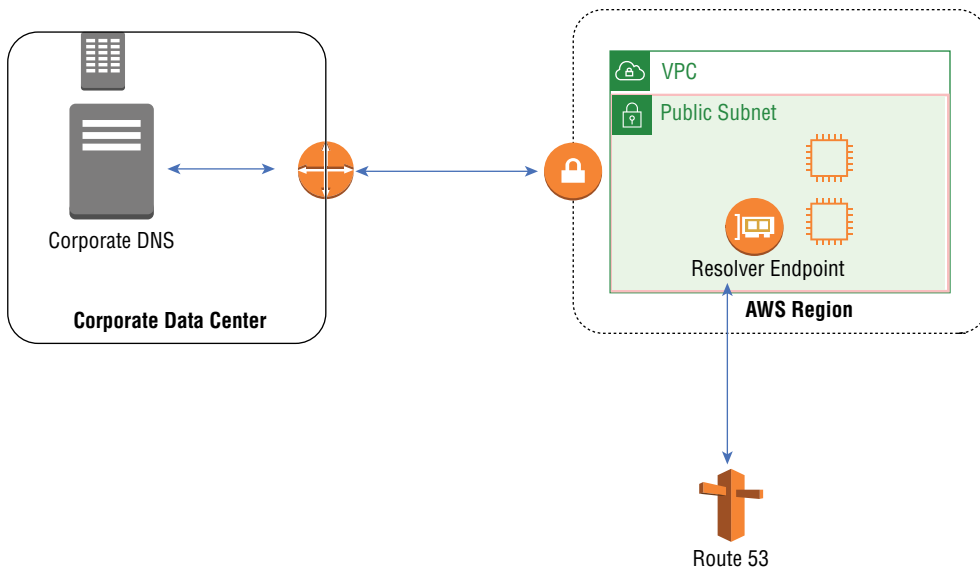 VPC
Public Subnet
Corporate DNS
Resolver Endpoint
Corporate Data Center
AWS Region
Route 53